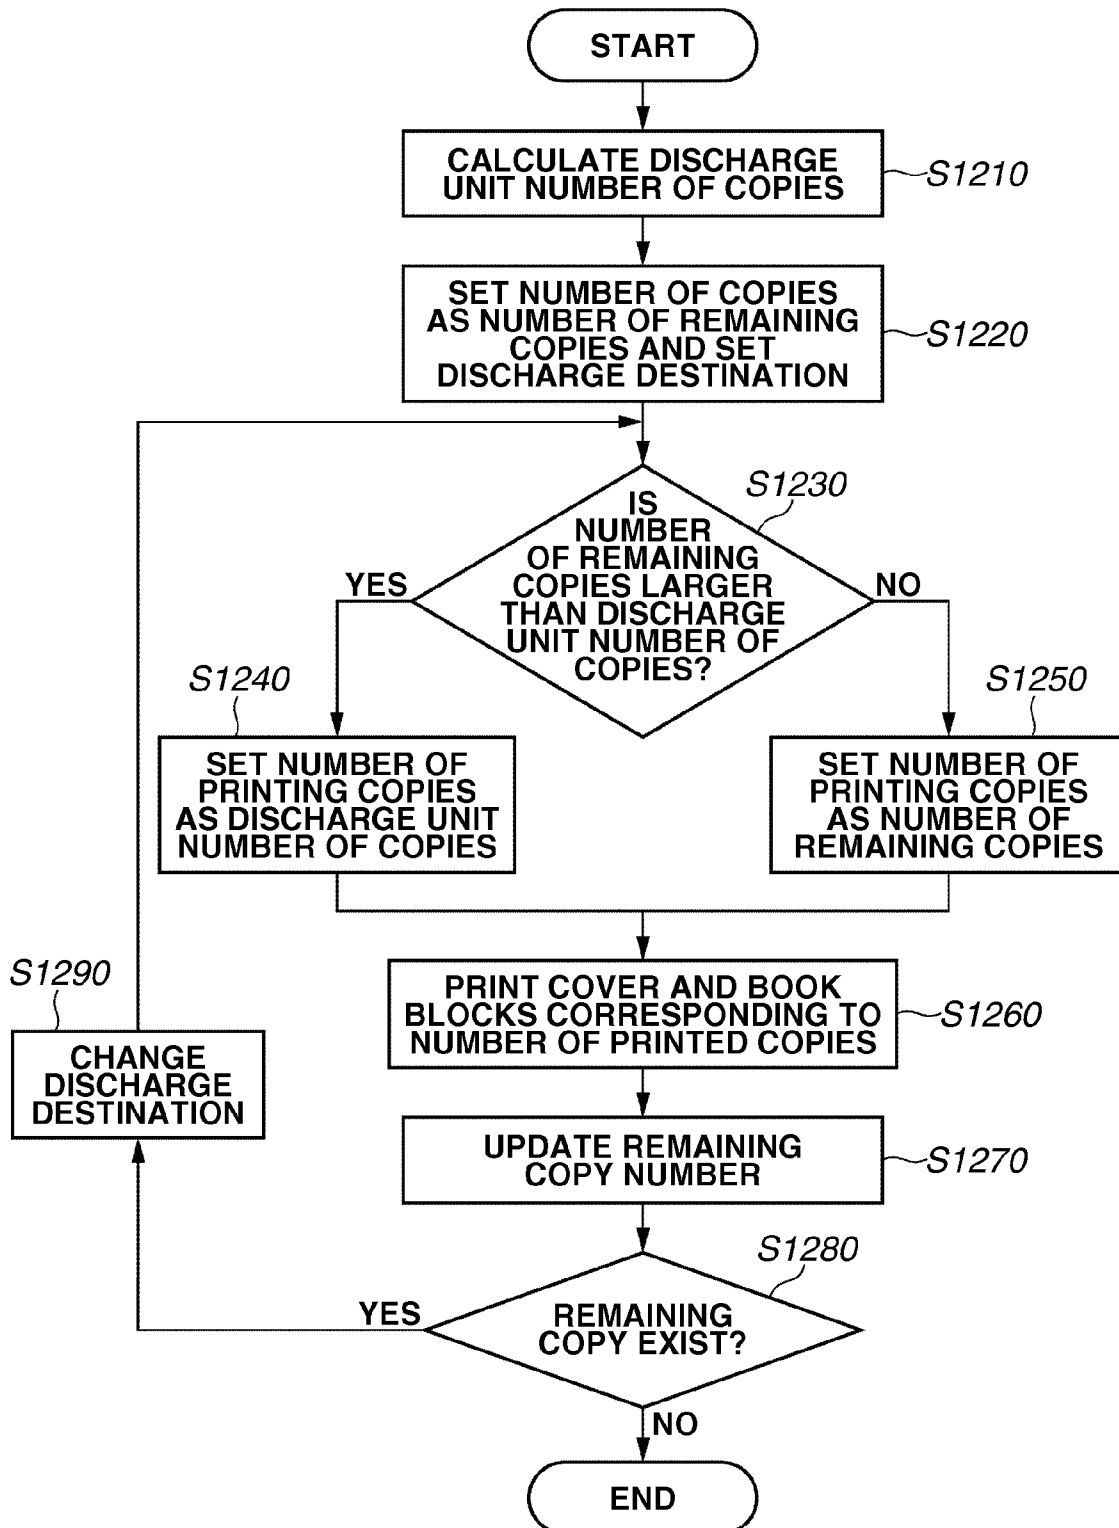 START
CALCULATE DISCHARGE
UNIT NUMBER OF COPIES
S1210
SET NUMBER OF COPIES
AS NUMBER OF REMAINING
COPIES AND SET
DISCHARGE DESTINATION
S1220
S1230
IS
NUMBER
OF REMAINING
COPIES LARGER
THAN DISCHARGE
UNIT NUMBER OF
COPIES?
YES
NO
S1240
SET NUMBER OF
PRINTING COPIES
AS DISCHARGE UNIT
NUMBER OF COPIES
S1250
SET NUMBER OF
PRINTING COPIES
AS NUMBER OF
REMAINING COPIES
PRINT COVER AND BOOK
BLOCKS CORRESPONDING TO
NUMBER OF PRINTED COPIES
S1260
S1290
CHANGE
DISCHARGE
DESTINATION
UPDATE REMAINING
COPY NUMBER
S1270
S1280
REMAINING
COPY EXIST?
YES
NO
END